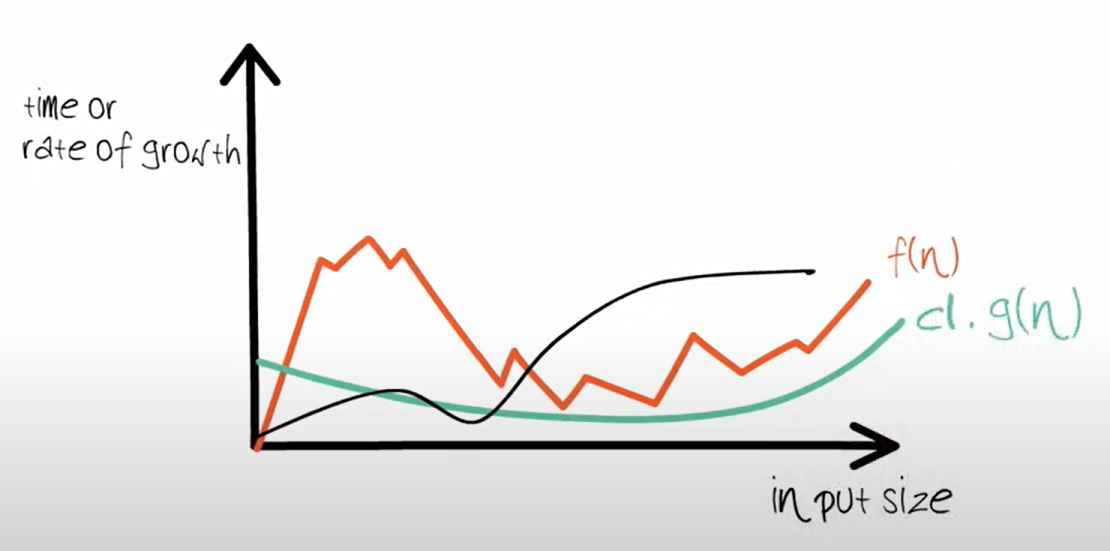 time or
rate of growth
f(n)
c1.g(n)
input size